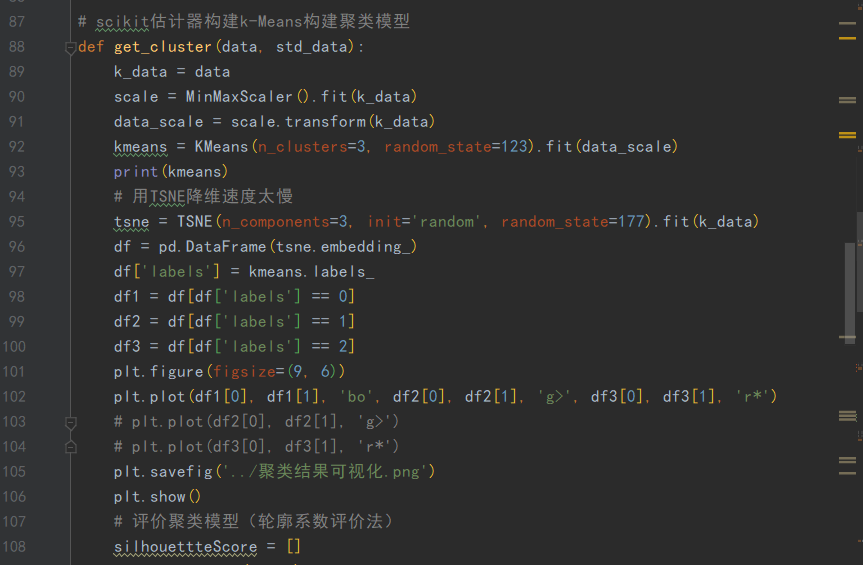 87 # scikit估计器构建k-Means构建聚类模型
88 def get_cluster(data, std_data):
89 k_data = data
90 scale = MinMaxScaler().fit(k_data)
91 data_scale = scale.transform(k_data)
92 kmeans = KMeans(n_clusters=3, random_state=123).fit(data_scale)
93 print(kmeans)
94 # 用TSNE降维速度太慢
95 tsne = TSNE(n_components=3, init='random', random_state=177).fit(k_data)
96 df = pd.DataFrame(tsne.embedding_)
97 df['labels'] = kmeans.labels_
98 df1 = df[df['labels'] == 0]
99 df2 = df[df['labels'] == 1]
100 df3 = df[df['labels'] == 2]
101 plt.figure(figsize=(9, 6))
102 plt.plot(df1[0], df1[1], 'bo', df2[0], df2[1], 'g>', df3[0], df3[1], 'r*')
103 # plt.plot(df2[0], df2[1], 'g>')
104 # plt.plot(df3[0], df3[1], 'r*')
105 plt.savefig('../聚类结果可视化.png')
106 plt.show()
107 # 评价聚类模型（轮廓系数评价法）
108 silhouettteScore = []